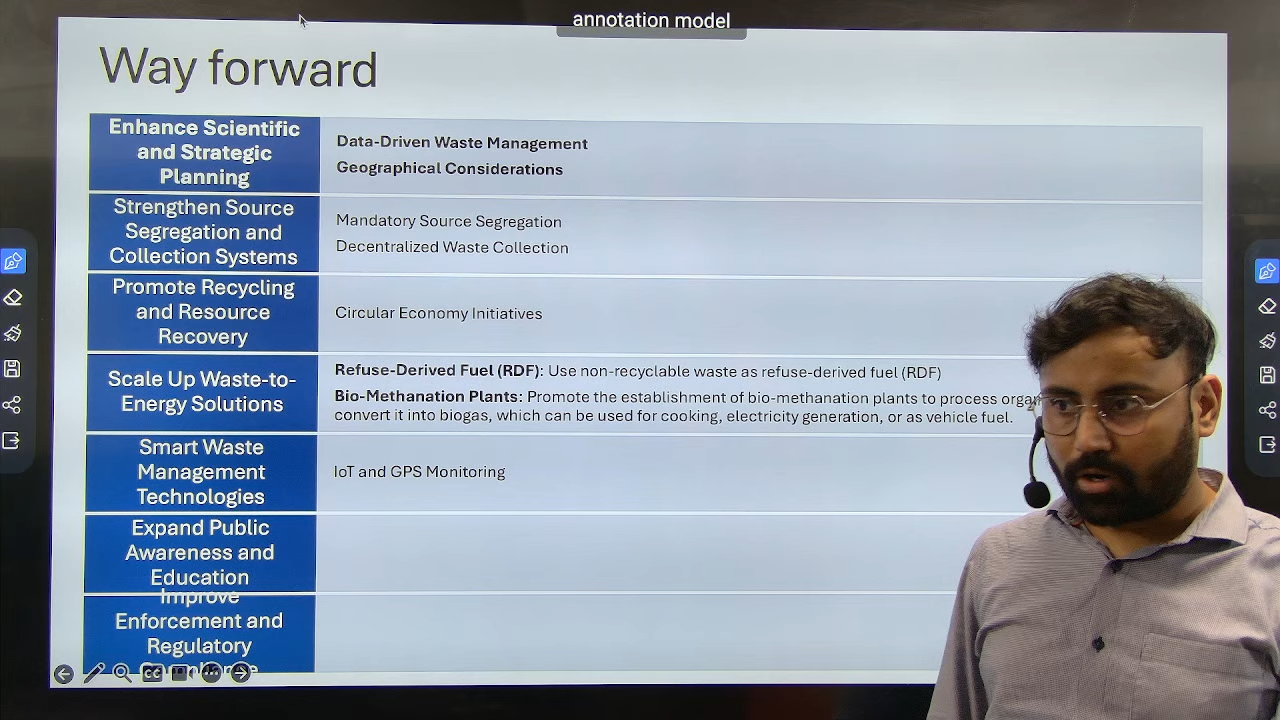 annotation model
Way forward
Enhance Scientific
and Strategic
Planning
Data-Driven Waste Management
Geographical Considerations
Strengthen Source
Segregation and
Collection Systems
Mandatory Source Segregation
Decentralized Waste Collection
Promote Recycling
and Resource
Recovery
Circular Economy Initiatives
Scale Up Waste-to-
Energy Solutions
Refuse-Derived Fuel (RDF): Use non-recyclable waste as refuse-derived fuel (RDF)
Bio-Methanation Plants: Promote the establishment of bio-methanation plants to process
convert it into biogas, which can be used for cooking, electricity generation, or as vehicle fuel.
Smart Waste
Management
Technologies
IoT and GPS Monitoring
Expand Public
Awareness and
Education
Improve
Enforcement and
Regulatory
CC